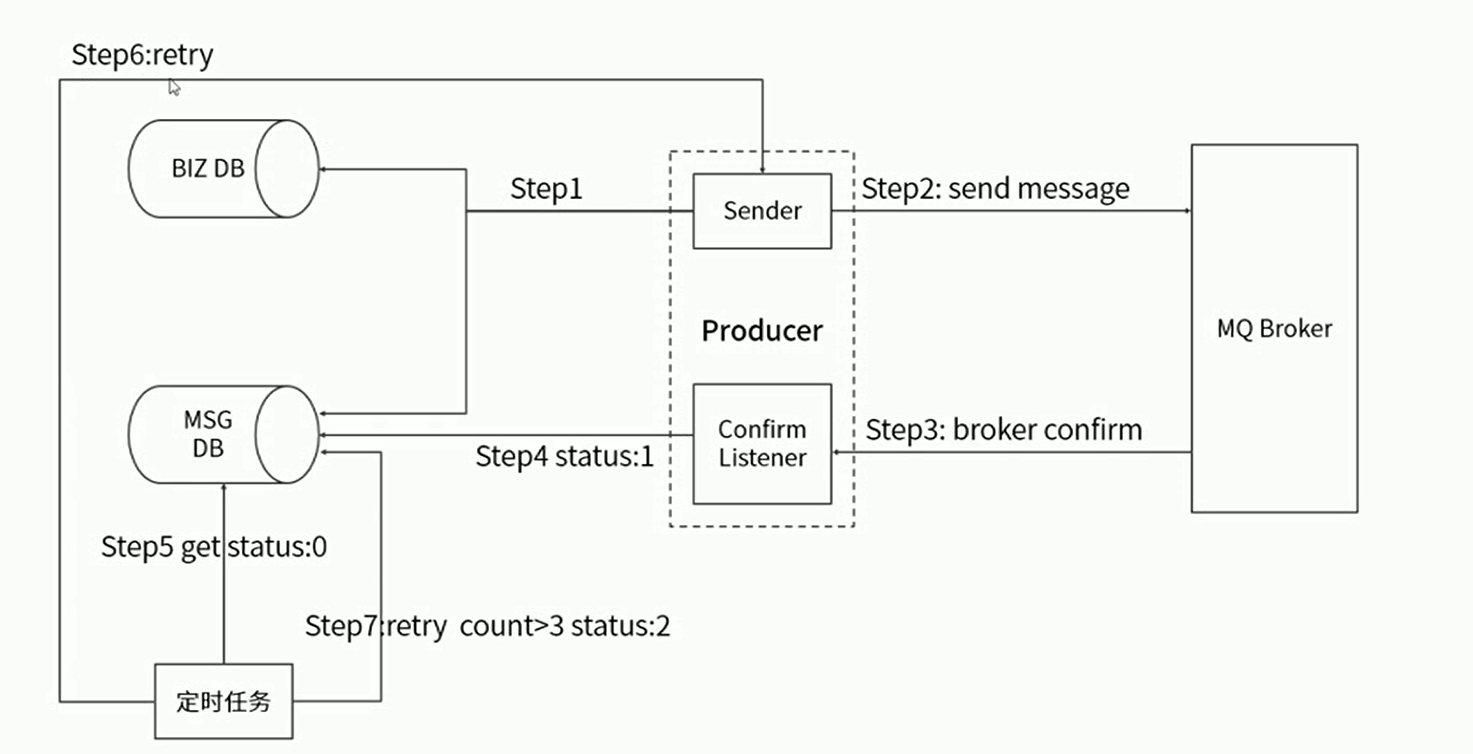 Step6:retry
BIZ DB
Step1
Sender
Step2: send message
Producer
MQ Broker
MSG
DB
Confirm
Listener
Step3: broker confirm
Step4 status:1
Step5 get status:0
Step7:retry  count>3 status:2
定时任务